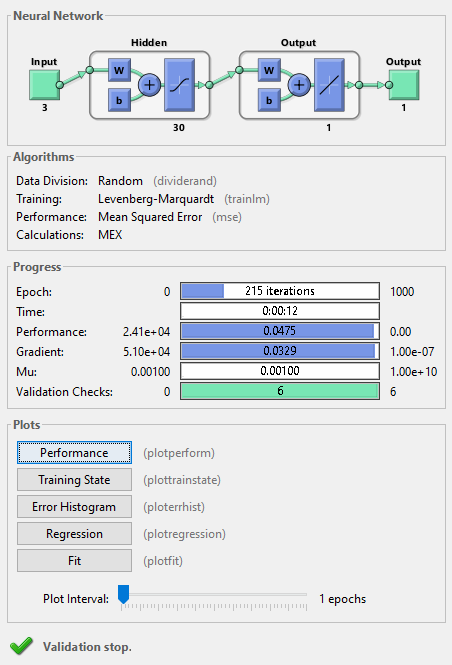 Neural Network
Hidden Output
Input Output
W W
b b
3 30 1 1
Algorithms
Data Division: Random (dividerand)
Training: Levenberg-Marquardt (trainlm)
Performance: Mean Squared Error (mse)
Calculations: MEX
Progress
Epoch: 0 215 iterations 1000
Time: 0:00:12
Performance: 2.41e+04 0.0475 0.00
Gradient: 5.10e+04 0.0329 1.00e-07
Mu: 0.00100 0.00100 1.00e+10
Validation Checks: 0 6 6
Plots
Performance (plotperform)
Training State (plottrainstate)
Error Histogram (ploterrhist)
Regression (plotregression)
Fit (plotfit)
Plot Interval: 1 epochs
Validation stop.